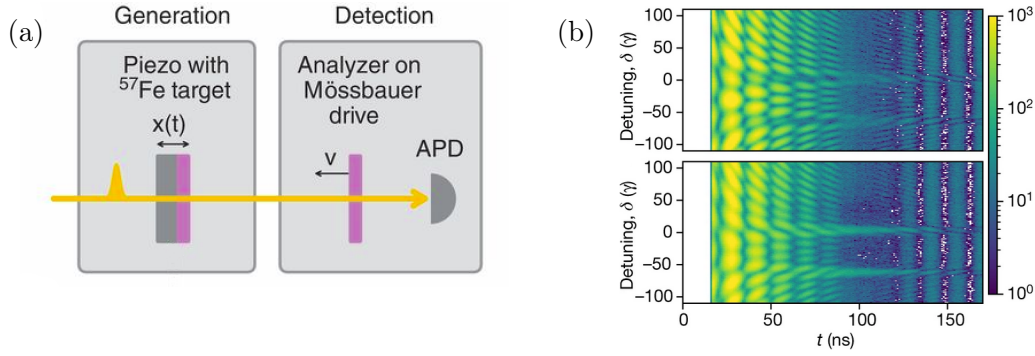 (a)
Generation
Detection
Piezo with
⁵⁷Fe target
x(t)
Analyzer on
Mössbauer
drive
v
APD
(b)
Detuning, δ (γ)
100
50
0
−50
−100
Detuning, δ (γ)
100
50
0
−50
−100
0
50
100
150
t (ns)
10³
10²
10¹
10⁰